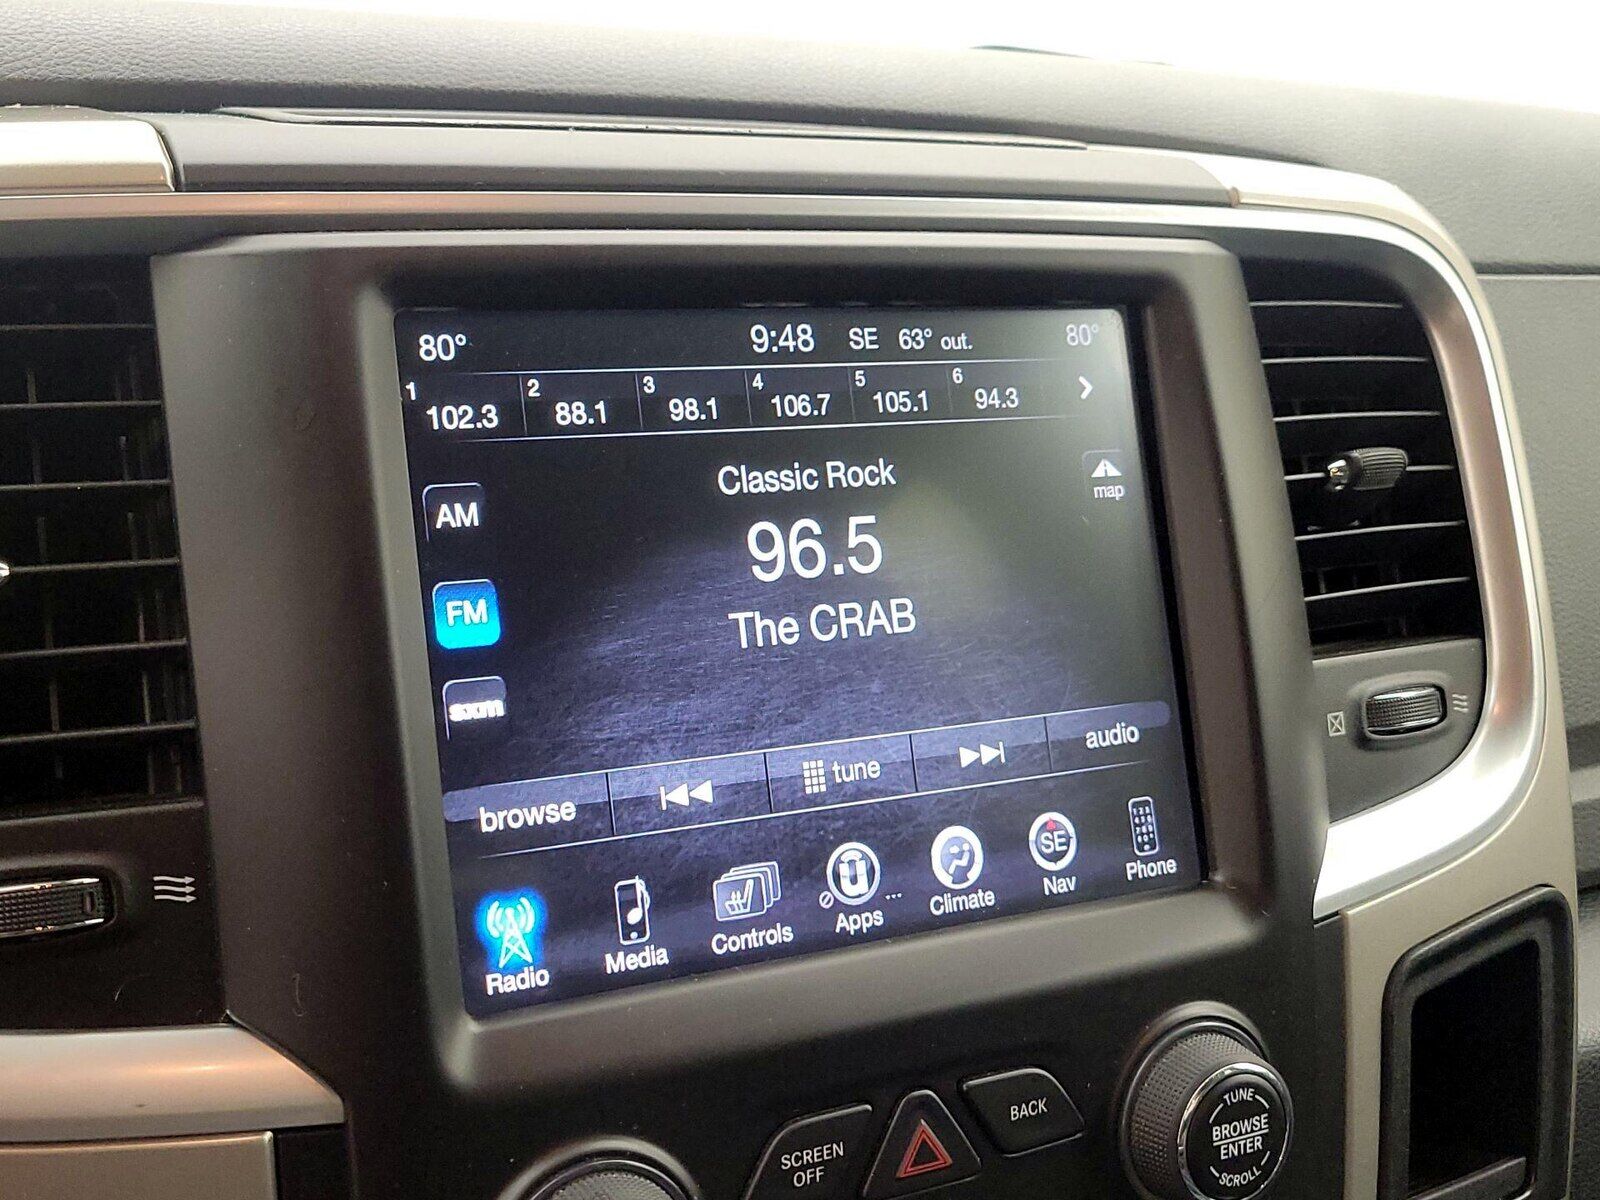 80° 9:48 SE 63° out. 80°
1 2 3 4 5 6
102.3 88.1 98.1 106.7 105.1 94.3
Classic Rock
map
AM
96.5
FM
The CRAB
sxm
browse tune audio
Radio Media Controls Apps ... Climate Nav Phone
SE
SCREEN
OFF
BACK
TUNE
BROWSE
ENTER
SCROLL